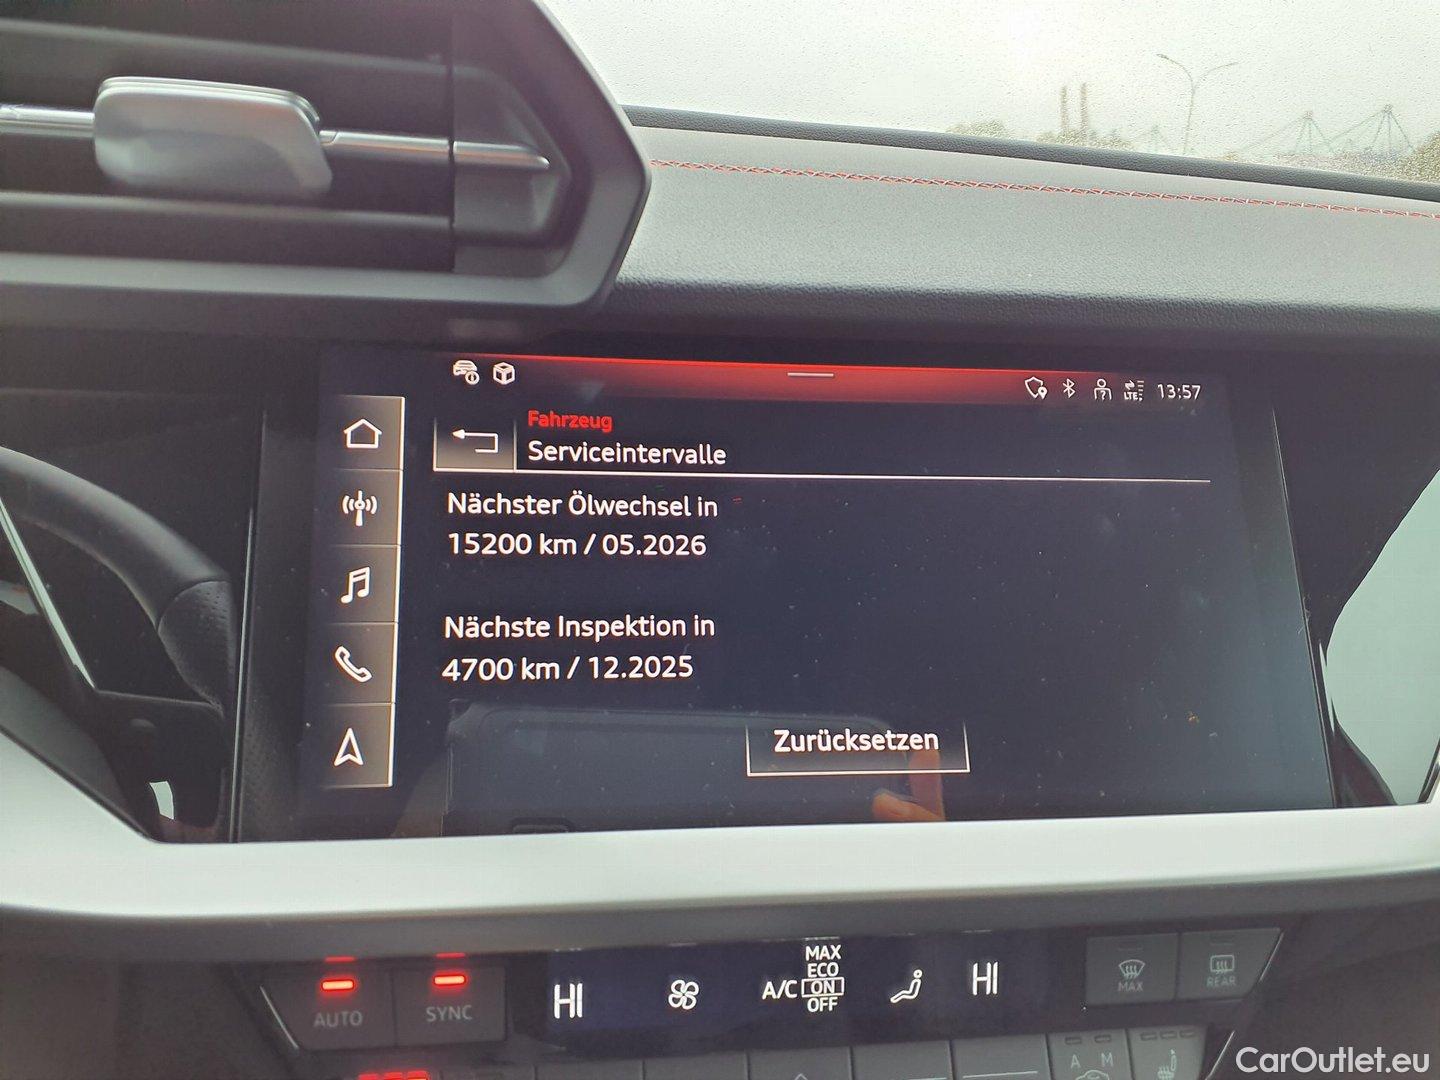 LTE
13:57
Fahrzeug
Serviceintervalle
Nächster Ölwechsel in
15200 km / 05.2026
Nächste Inspektion in
4700 km / 12.2025
Zurücksetzen
AUTO
SYNC
HI
A/C
MAX
ECO
ON
OFF
HI
MAX
REAR
A
M
CarOutlet.eu